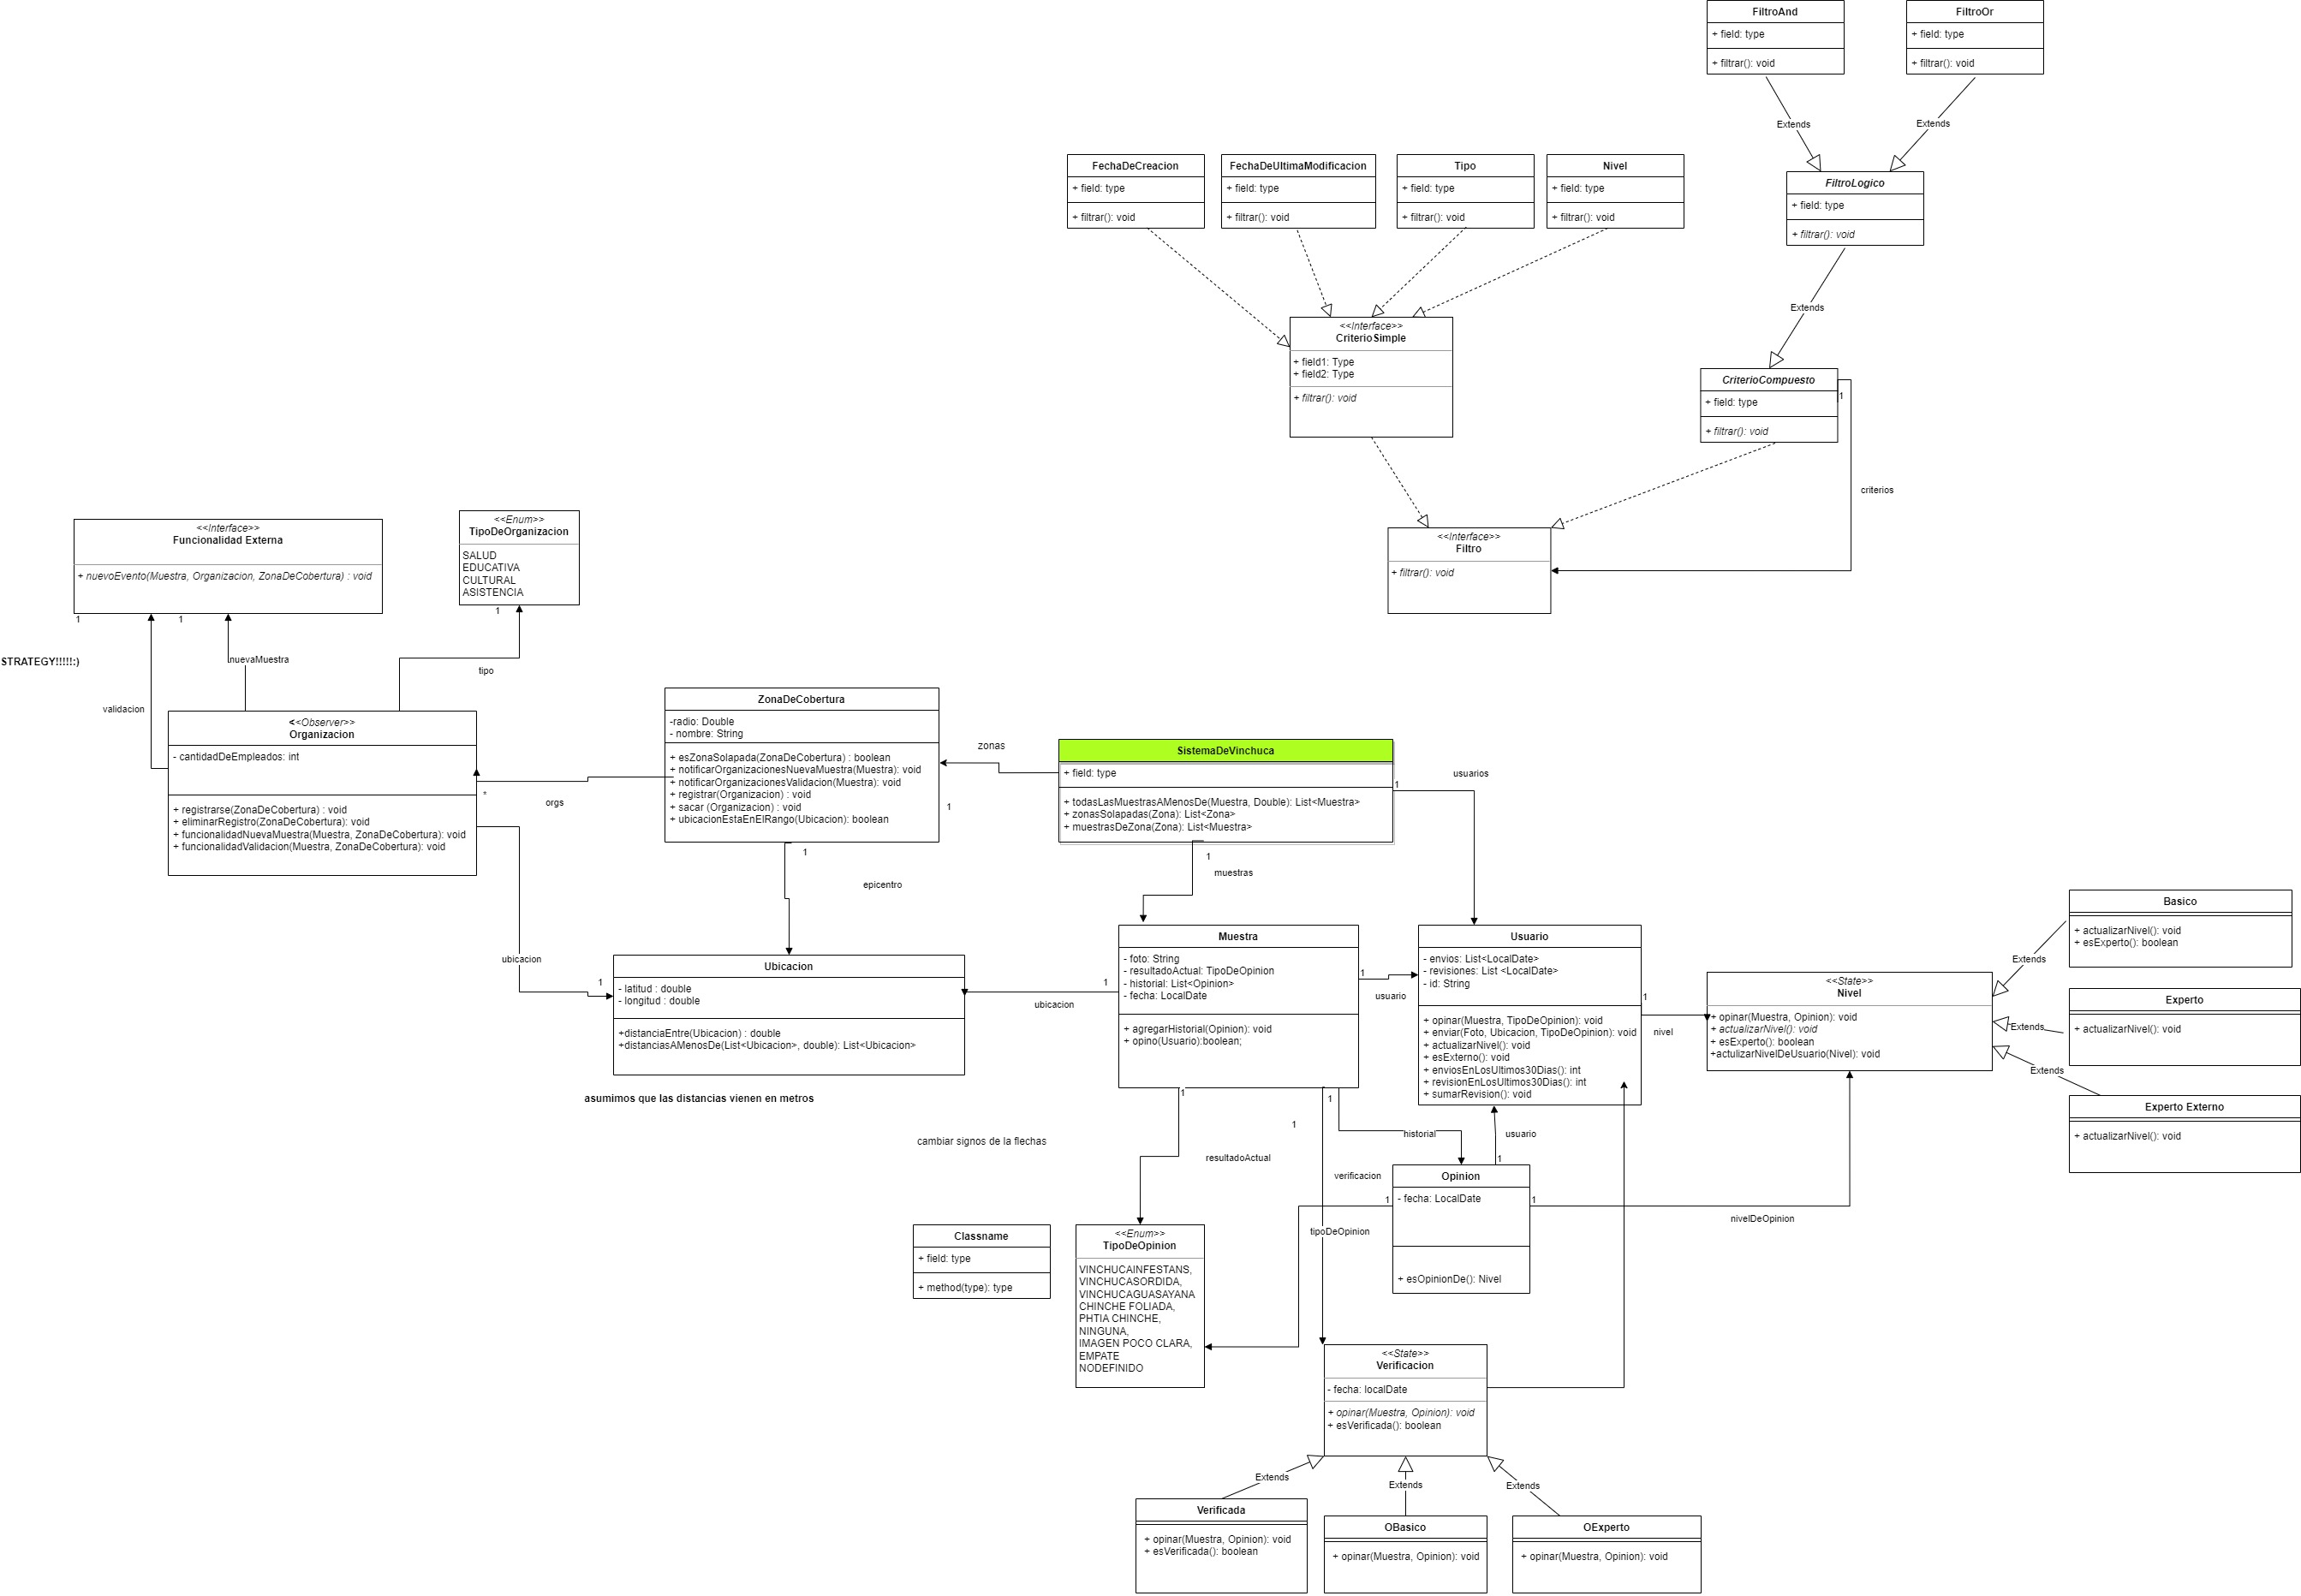 FiltroAnd
+ field: type
+ filtrar(): void
FiltroOr
+ field: type
+ filtrar(): void
Extends
Extends
FechaDeCreacion
+ field: type
+ filtrar(): void
FechaDeUltimaModificacion
+ field: type
+ filtrar(): void
Tipo
+ field: type
+ filtrar(): void
Nivel
+ field: type
+ filtrar(): void
FiltroLogico
+ field: type
+ filtrar(): void
Extends
<<Interface>>
CriterioSimple
+ field1: Type
+ field2: Type
+ filtrar(): void
CriterioCompuesto
+ field: type
+ filtrar(): void
1
criterios
<<Interface>>
Filtro
+ filtrar(): void
<<Interface>>
Funcionalidad Externa
+ nuevoEvento(Muestra, Organizacion, ZonaDeCobertura) : void
1
1
<<Enum>>
TipoDeOrganizacion
SALUD
EDUCATIVA
CULTURAL
ASISTENCIA
1
STRATEGY!!!!!:)
nuevaMuestra
tipo
validacion
<<Observer>>
Organizacion
- cantidadDeEmpleados: int
+ registrarse(ZonaDeCobertura) : void
+ eliminarRegistro(ZonaDeCobertura): void
+ funcionalidadNuevaMuestra(Muestra, ZonaDeCobertura): void
+ funcionalidadValidacion(Muestra, ZonaDeCobertura): void
*
orgs
ZonaDeCobertura
-radio: Double
- nombre: String
+ esZonaSolapada(ZonaDeCobertura) : boolean
+ notificarOrganizacionesNuevaMuestra(Muestra): void
+ notificarOrganizacionesValidacion(Muestra): void
+ registrar(Organizacion) : void
+ sacar (Organizacion) : void
+ ubicacionEstaEnElRango(Ubicacion): boolean
zonas
1
SistemaDeVinchuca
+ field: type
+ todasLasMuestrasAMenosDe(Muestra, Double): List<Muestra>
+ zonasSolapadas(Zona): List<Zona>
+ muestrasDeZona(Zona): List<Muestra>
usuarios
1
1
muestras
1
epicentro
ubicacion
1
Ubicacion
- latitud : double
- longitud : double
+distanciaEntre(Ubicacion) : double
+distanciasAMenosDe(List<Ubicacion>, double): List<Ubicacion>
asumimos que las distancias vienen en metros
1
ubicacion
Muestra
- foto: String
- resultadoActual: TipoDeOpinion
- historial: List<Opinion>
- fecha: LocalDate
+ agregarHistorial(Opinion): void
+ opino(Usuario):boolean;
1
usuario
Usuario
- envios: List<LocalDate>
- revisiones: List <LocalDate>
- id: String
+ opinar(Muestra, TipoDeOpinion): void
+ enviar(Foto, Ubicacion, TipoDeOpinion): void
+ actualizarNivel(): void
+ esExterno(): void
+ enviosEnLosUltimos30Dias(): int
+ revisionEnLosUltimos30Dias(): int
+ sumarRevision(): void
1
nivel
<<State>>
Nivel
+ opinar(Muestra, Opinion): void
+ actualizarNivel(): void
+ esExperto(): boolean
+actulizarNivelDeUsuario(Nivel): void
Basico
+ actualizarNivel(): void
+ esExperto(): boolean
Extends
Experto
+ actualizarNivel(): void
Extends
Extends
Experto Externo
+ actualizarNivel(): void
1
1
1
cambiar signos de la flechas
resultadoActual
historial
usuario
1
verificacion
Opinion
- fecha: LocalDate
+ esOpinionDe(): Nivel
1
1
nivelDeOpinion
tipoDeOpinion
Classname
+ field: type
+ method(type): type
<<Enum>>
TipoDeOpinion
VINCHUCAINFESTANS,
VINCHUCASORDIDA,
VINCHUCAGUASAYANA
CHINCHE FOLIADA,
PHTIA CHINCHE,
NINGUNA,
IMAGEN POCO CLARA,
EMPATE
NODEFINIDO
<<State>>
Verificacion
- fecha: localDate
+ opinar(Muestra, Opinion): void
+ esVerificada(): boolean
Extends
Extends
Extends
Verificada
+ opinar(Muestra, Opinion): void
+ esVerificada(): boolean
OBasico
+ opinar(Muestra, Opinion): void
OExperto
+ opinar(Muestra, Opinion): void